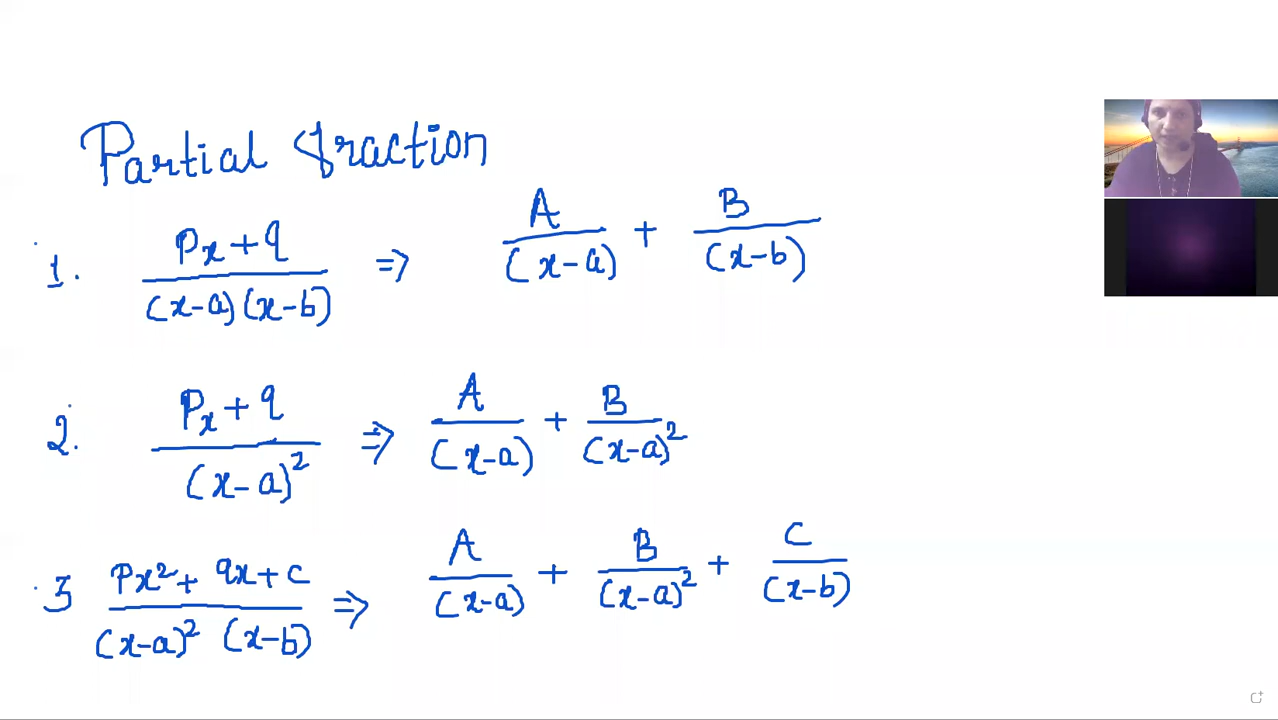 Partial fraction
1. Px+q/(x-a)(x-b) ⇒ A/(x-a) + B/(x-b)
2. Px+q/(x-a)² ⇒ A/(x-a) + B/(x-a)²
3 Px²+qx+c/(x-a)²(x-b) ⇒ A/(x-a) + B/(x-a)² + C/(x-b)